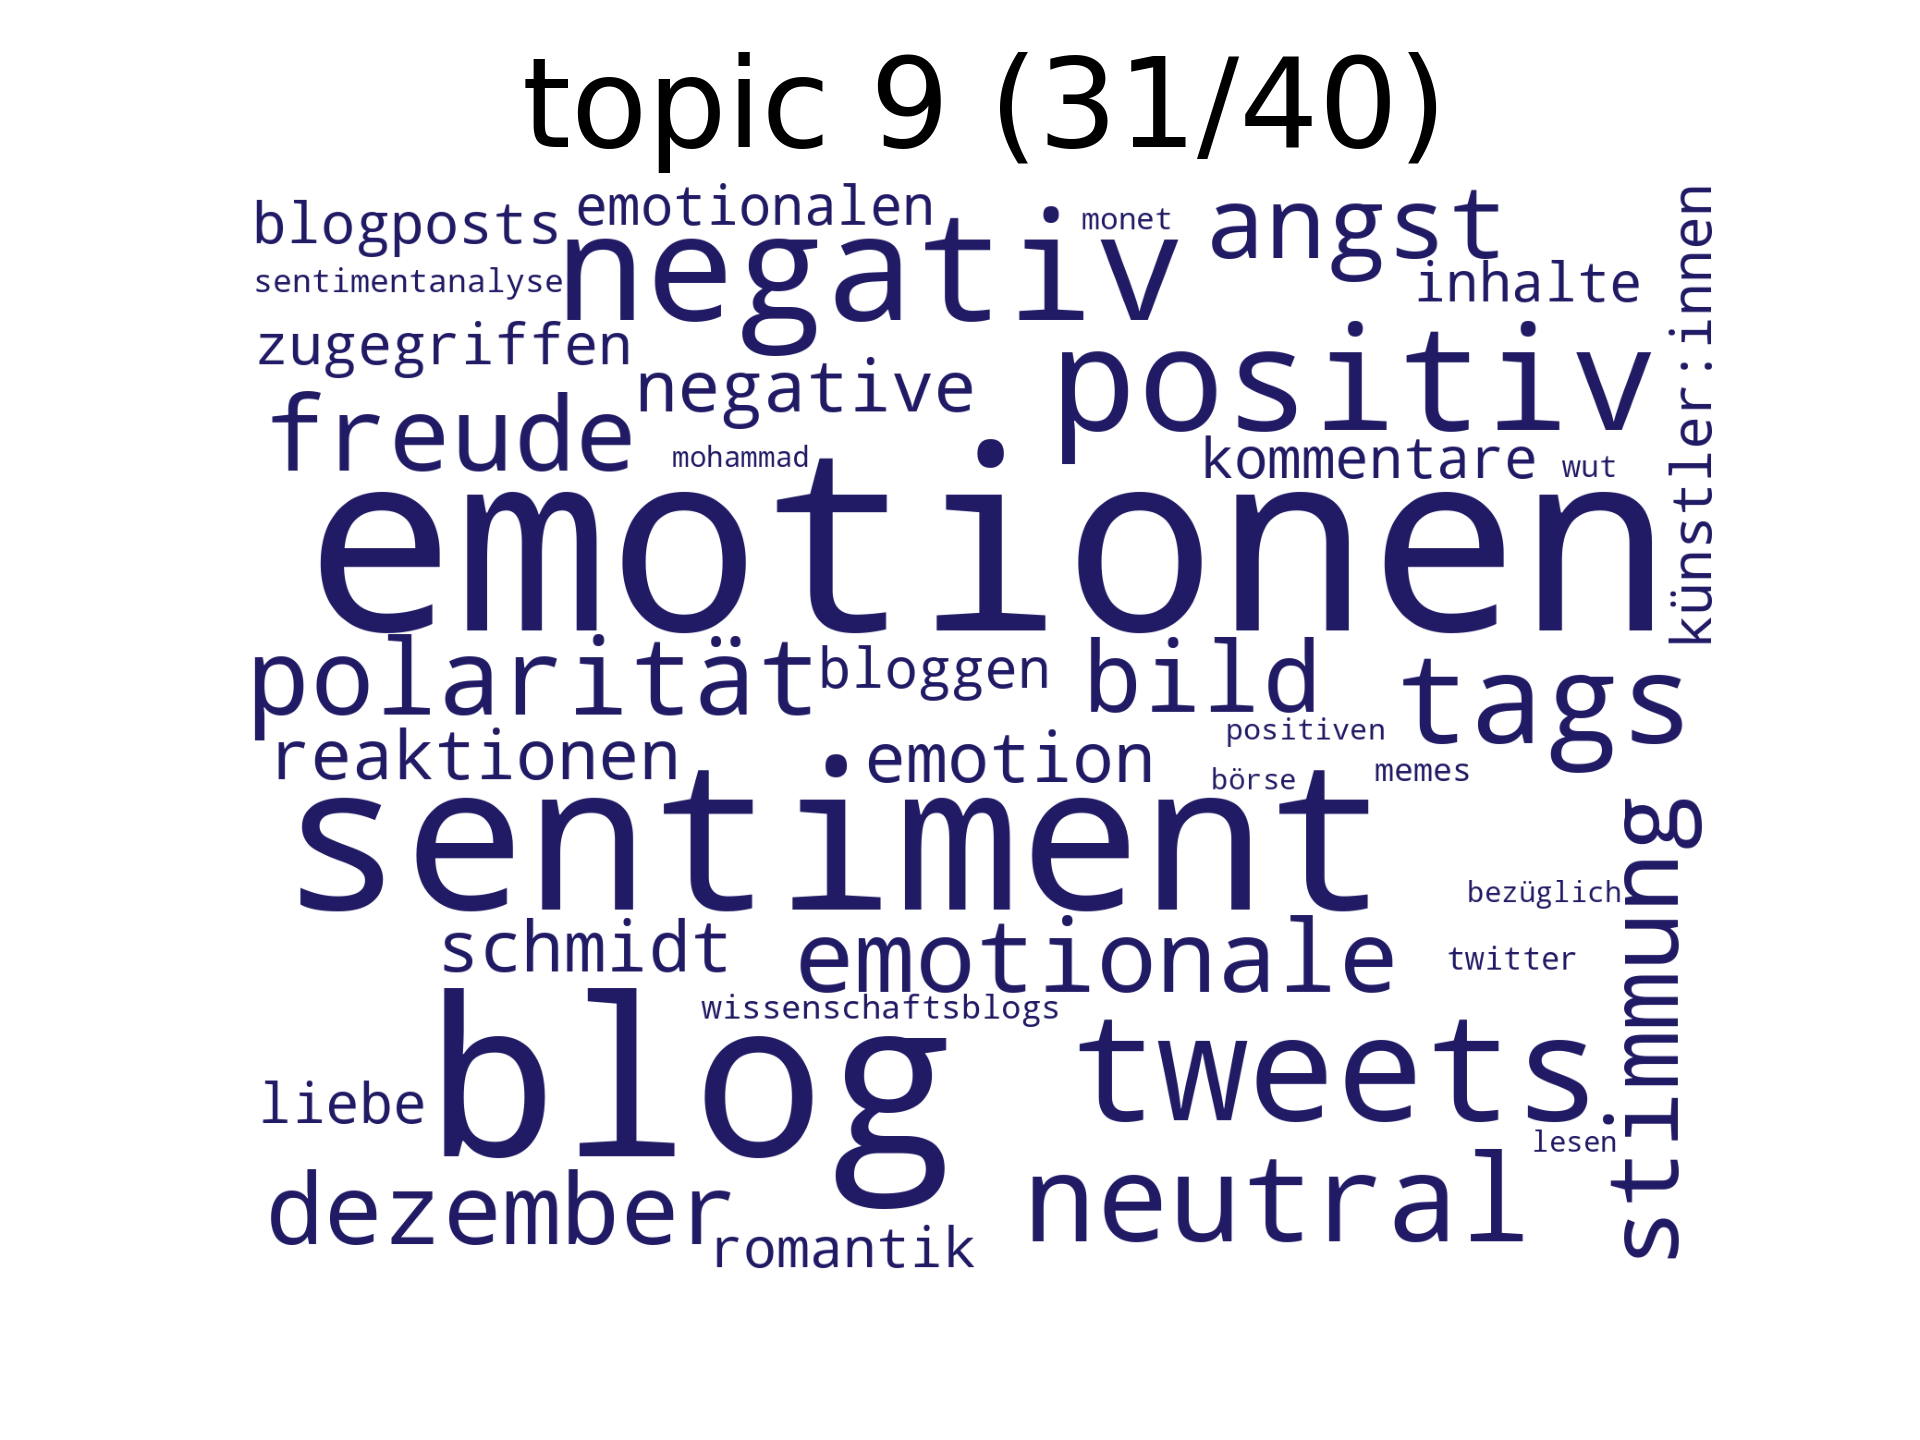 topic 9 (31/40)
blogposts
emotionalen
monet
angst
negativ
sentimentanalyse
inhalte
künstler:innen
zugegriffen
negative
positiv
freude
mohammad
kommentare
wut
emotionen
polarität
bloggen
bild
tags
reaktionen
emotion
positiven
börse
memes
sentiment
stimmung
bezüglich
schmidt
emotionale
twitter
wissenschaftsblogs
blog
tweets
liebe
lesen
dezember
neutral
romantik